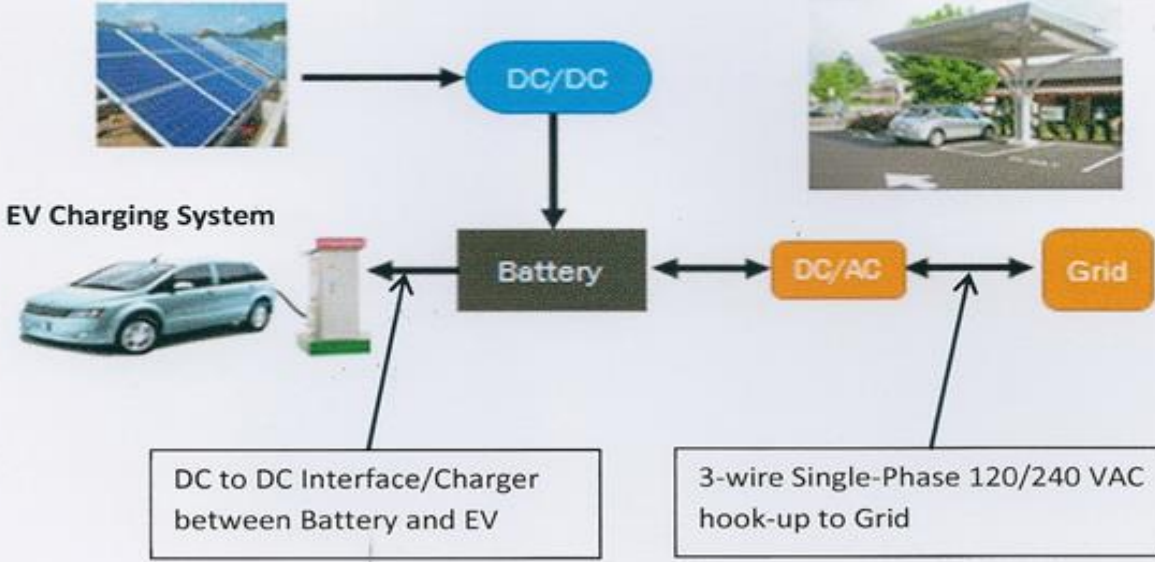 DC/DC
EV Charging System
Battery
DC/AC
Grid
DC to DC Interface/Charger
between Battery and EV
3-wire Single-Phase 120/240 VAC
hook-up to Grid